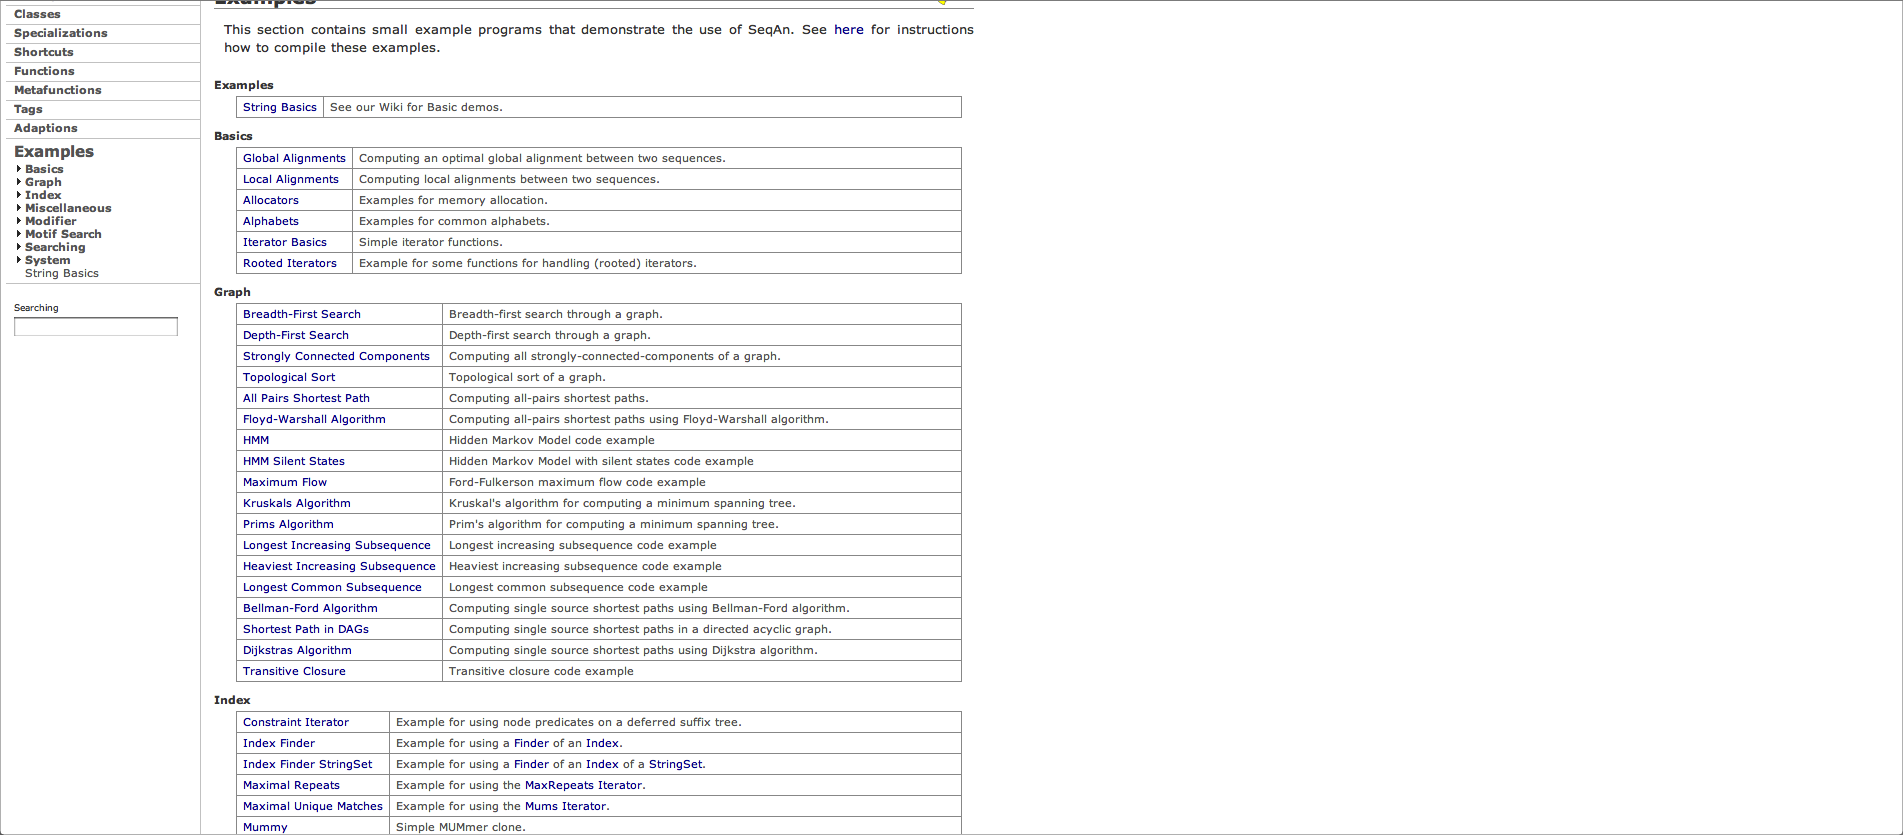 Classes
Specializations
Shortcuts
Functions
Metafunctions
Tags
Adaptions
Examples
Basics
Graph
Index
Miscellaneous
Modifier
Motif Search
Searching
System
String Basics
Searching
Examples
This section contains small example programs that demonstrate the use of SeqAn. See here for instructions
how to compile these examples.
Examples
String Basics See our Wiki for Basic demos.
Basics
Global Alignments Computing an optimal global alignment between two sequences.
Local Alignments Computing local alignments between two sequences.
Allocators Examples for memory allocation.
Alphabets Examples for common alphabets.
Iterator Basics Simple iterator functions.
Rooted Iterators Example for some functions for handling (rooted) iterators.
Graph
Breadth-First Search Breadth-first search through a graph.
Depth-First Search Depth-first search through a graph.
Strongly Connected Components Computing all strongly-connected-components of a graph.
Topological Sort Topological sort of a graph.
All Pairs Shortest Path Computing all-pairs shortest paths.
Floyd-Warshall Algorithm Computing all-pairs shortest paths using Floyd-Warshall algorithm.
HMM Hidden Markov Model code example
HMM Silent States Hidden Markov Model with silent states code example
Maximum Flow Ford-Fulkerson maximum flow code example
Kruskals Algorithm Kruskal's algorithm for computing a minimum spanning tree.
Prims Algorithm Prim's algorithm for computing a minimum spanning tree.
Longest Increasing Subsequence Longest increasing subsequence code example
Heaviest Increasing Subsequence Heaviest increasing subsequence code example
Longest Common Subsequence Longest common subsequence code example
Bellman-Ford Algorithm Computing single source shortest paths using Bellman-Ford algorithm.
Shortest Path in DAGs Computing single source shortest paths in a directed acyclic graph.
Dijkstras Algorithm Computing single source shortest paths using Dijkstra algorithm.
Transitive Closure Transitive closure code example
Index
Constraint Iterator Example for using node predicates on a deferred suffix tree.
Index Finder Example for using a Finder of an Index.
Index Finder StringSet Example for using a Finder of an Index of a StringSet.
Maximal Repeats Example for using the MaxRepeats Iterator.
Maximal Unique Matches Example for using the Mums Iterator.
Mummy Simple MUMmer clone.